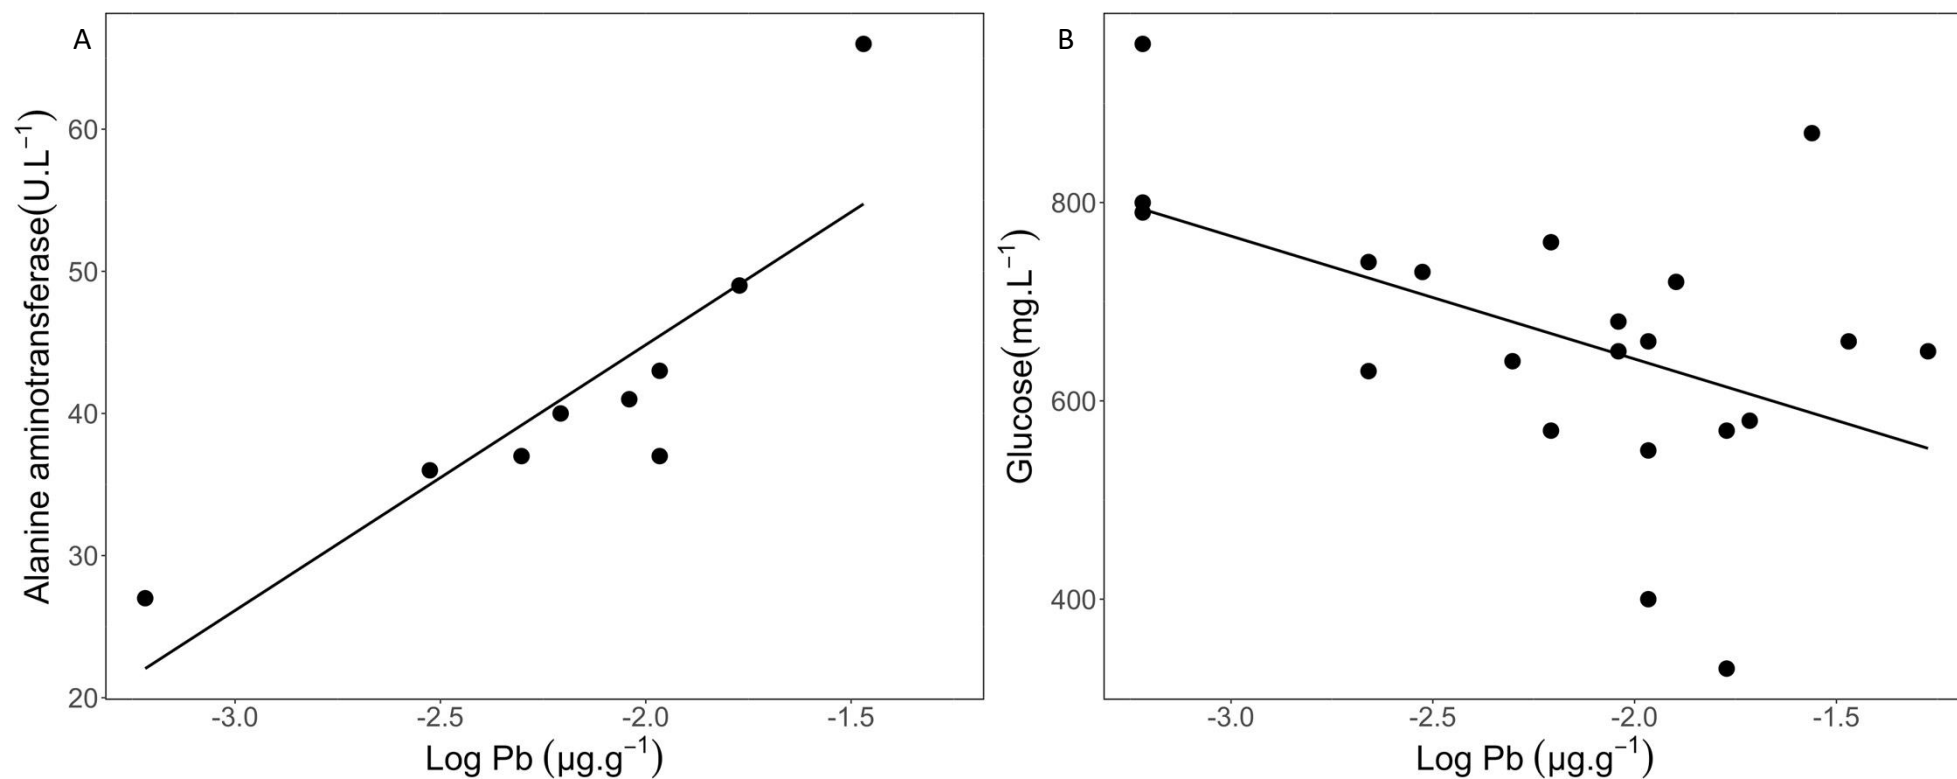 A
Alanine aminotransferase(U.L⁻¹)
60
50
40
30
20
-3.0 -2.5 -2.0 -1.5
Log Pb (µg.g⁻¹)
B
Glucose(mg.L⁻¹)
800
600
400
-3.0 -2.5 -2.0 -1.5
Log Pb (µg.g⁻¹)